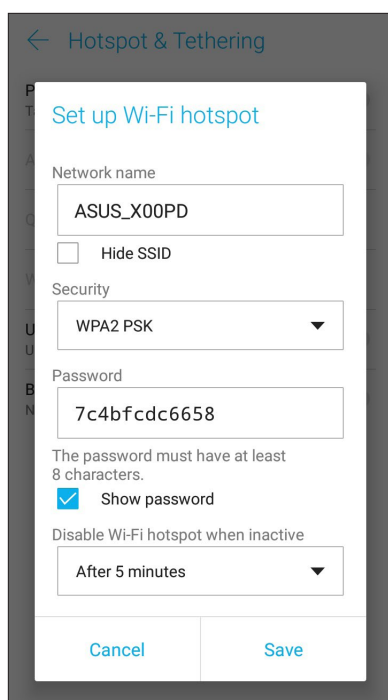 Hotspot & Tethering
P
T
A
Q
W
U
U
B
N
Set up Wi-Fi hotspot
Network name
ASUS_X00PD
Hide SSID
Security
WPA2 PSK
Password
7c4bfcdc6658
The password must have at least
8 characters.
Show password
Disable Wi-Fi hotspot when inactive
After 5 minutes
Cancel
Save